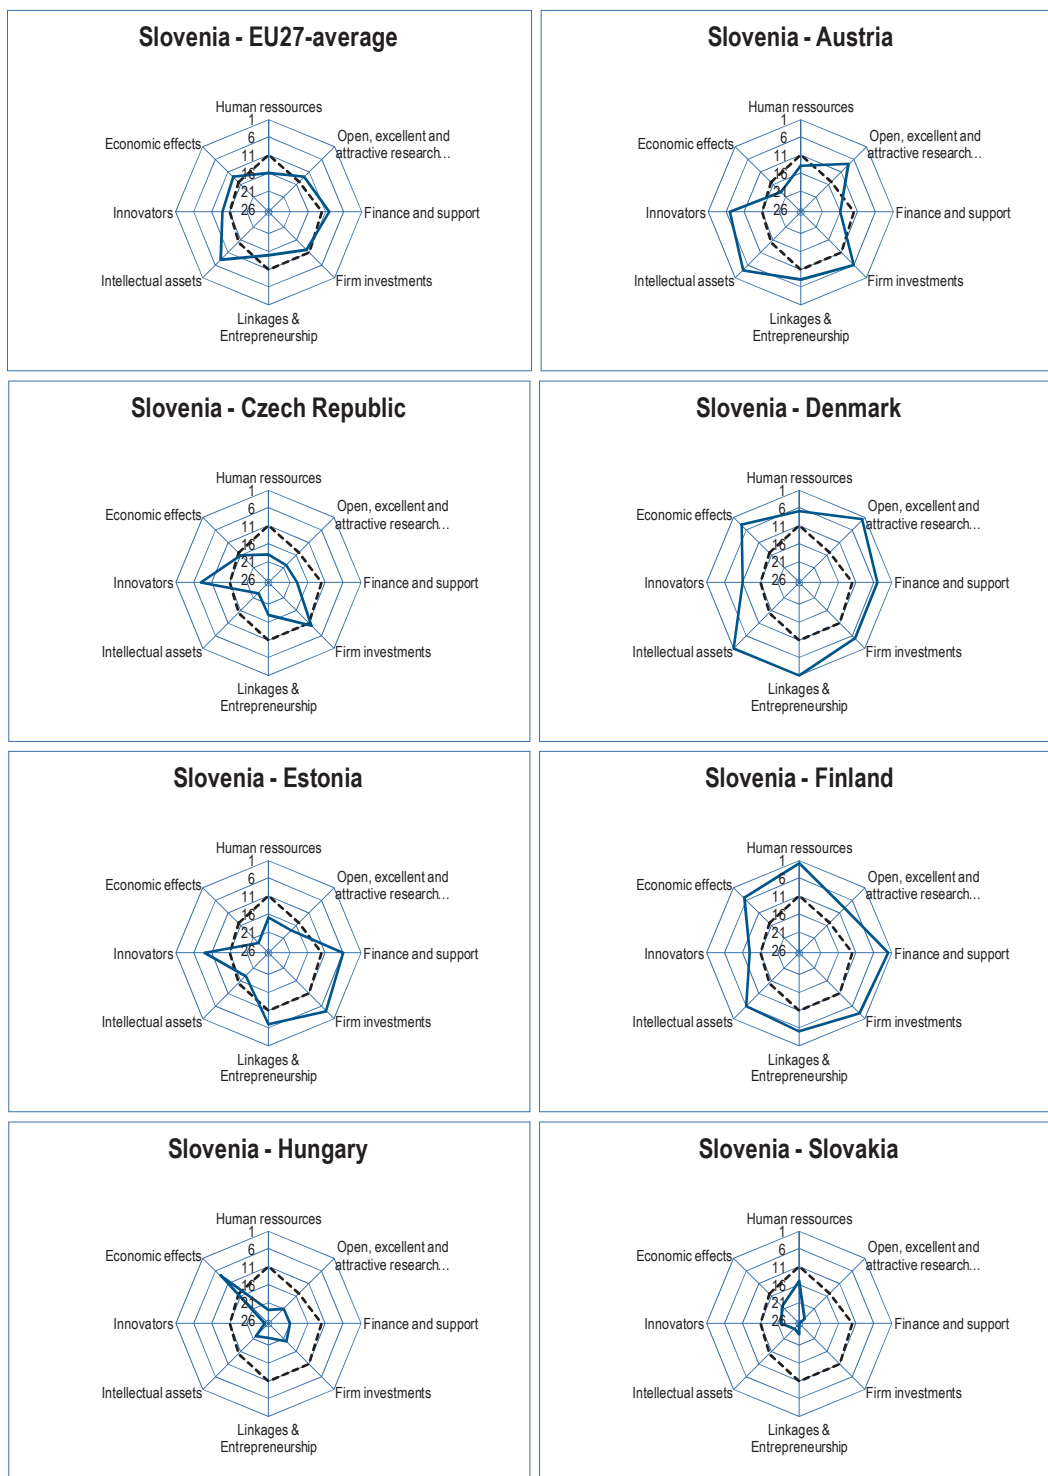 Slovenia - EU27-average
Human ressources
1
6
11
16
21
26
Open, excellent and
attractive research...
Economic effects
Innovators
Finance and support
Intellectual assets
Firm investments
Linkages &
Entrepreneurship
Slovenia - Austria
Human ressources
1
6
11
16
21
26
Open, excellent and
attractive research...
Economic effects
Innovators
Finance and support
Intellectual assets
Firm investments
Linkages &
Entrepreneurship
Slovenia - Czech Republic
Human ressources
1
6
11
16
21
26
Open, excellent and
attractive research...
Economic effects
Innovators
Finance and support
Intellectual assets
Firm investments
Linkages &
Entrepreneurship
Slovenia - Denmark
Human ressources
1
6
11
16
21
26
Open, excellent and
attractive research...
Economic effects
Innovators
Finance and support
Intellectual assets
Firm investments
Linkages &
Entrepreneurship
Slovenia - Estonia
Human ressources
1
6
11
16
21
26
Open, excellent and
attractive research...
Economic effects
Innovators
Finance and support
Intellectual assets
Firm investments
Linkages &
Entrepreneurship
Slovenia - Finland
Human ressources
1
6
11
16
21
26
Open, excellent and
attractive research...
Economic effects
Innovators
Finance and support
Intellectual assets
Firm investments
Linkages &
Entrepreneurship
Slovenia - Hungary
Human ressources
1
6
11
16
21
26
Open, excellent and
attractive research...
Economic effects
Innovators
Finance and support
Intellectual assets
Firm investments
Linkages &
Entrepreneurship
Slovenia - Slovakia
Human ressources
1
6
11
16
21
26
Open, excellent and
attractive research...
Economic effects
Innovators
Finance and support
Intellectual assets
Firm investments
Linkages &
Entrepreneurship